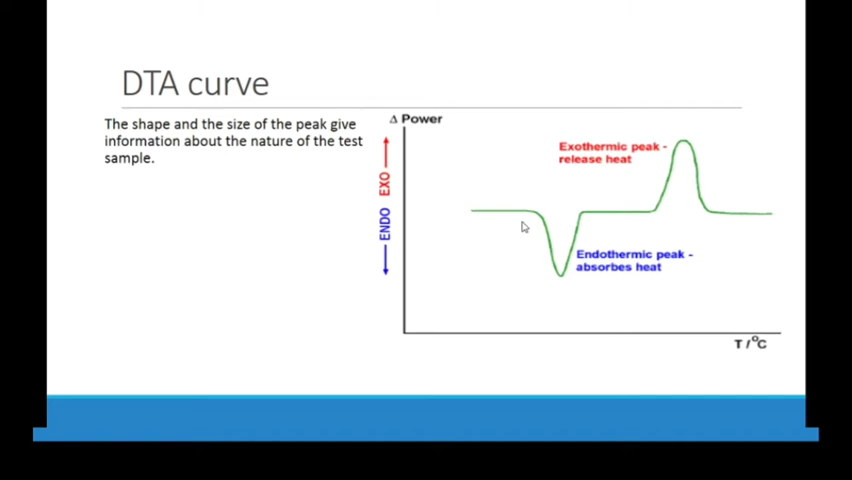 DTA curve
The shape and the size of the peak give
information about the nature of the test
sample.
Δ Power
EXO
ENDO
Exothermic peak -
release heat
Endothermic peak -
absorbes heat
T /°C